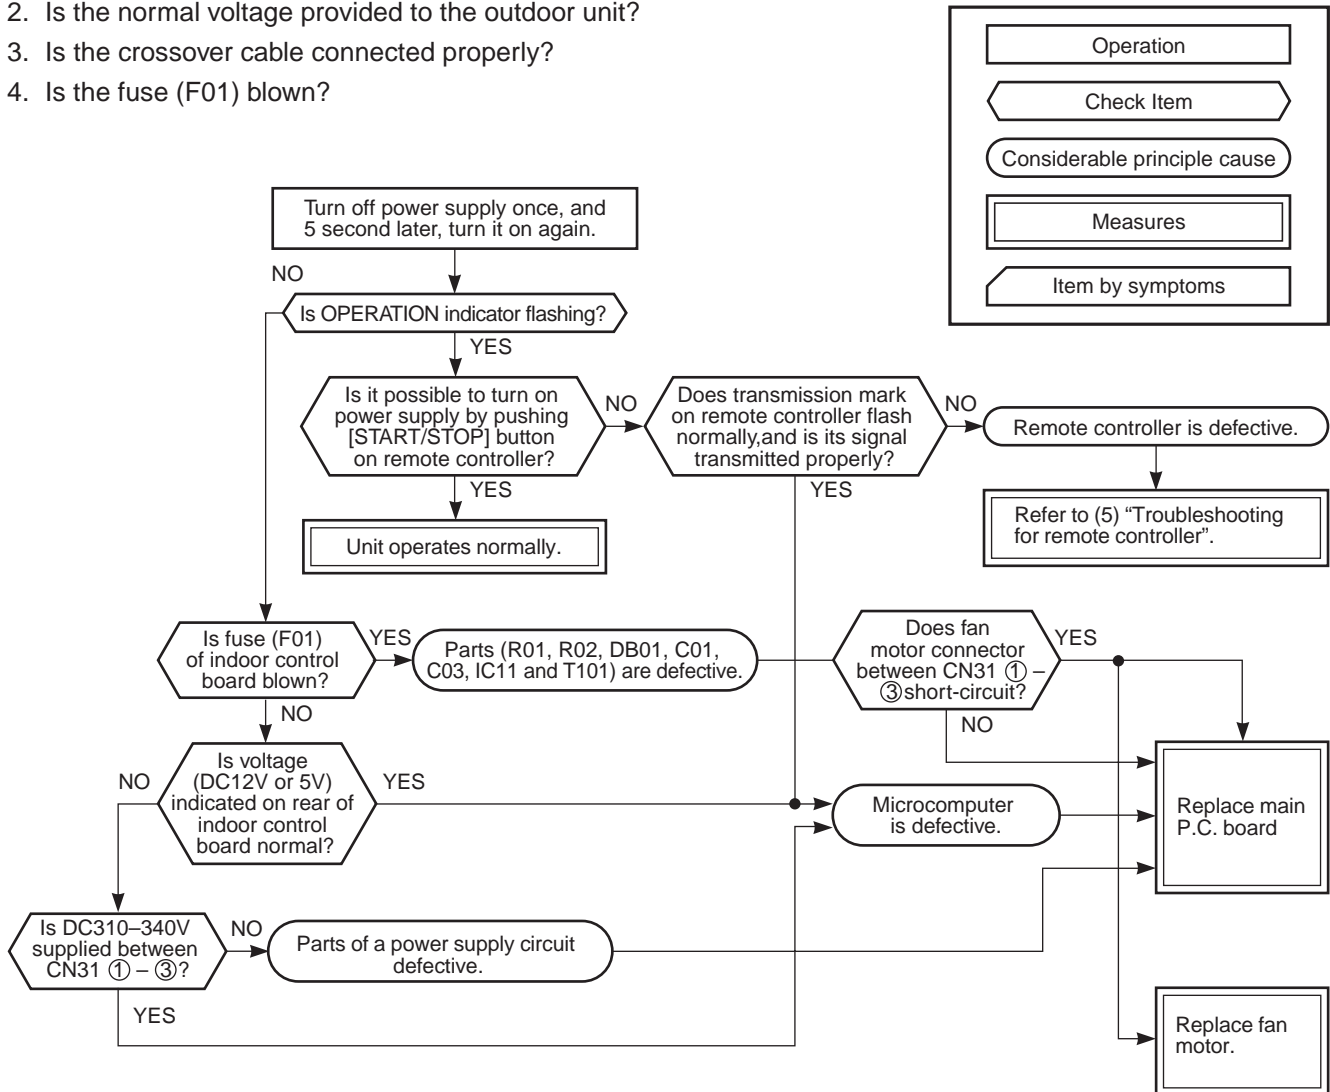 2. Is the normal voltage provided to the outdoor unit?
3. Is the crossover cable connected properly?
4. Is the fuse (F01) blown?
Operation
Check Item
Considerable principle cause
Measures
Item by symptoms
Turn off power supply once, and
5 second later, turn it on again.
NO
Is OPERATION indicator flashing?
YES
Is it possible to turn on
power supply by pushing
[START/STOP] button
on remote controller?
NO
Does transmission mark
on remote controller flash
normally,and is its signal
transmitted properly?
NO
Remote controller is defective.
YES
YES
Unit operates normally.
Refer to (5) “Troubleshooting
for remote controller”.
Is fuse (F01)
of indoor control
board blown?
YES
Parts (R01, R02, DB01, C01,
C03, IC11 and T101) are defective.
Does fan
motor connector
between CN31 ① –
③short-circuit?
YES
NO
NO
Is voltage
(DC12V or 5V)
indicated on rear of
indoor control
board normal?
NO
YES
Microcomputer
is defective.
Replace main
P.C. board
Is DC310–340V
supplied between
CN31 ① – ③?
NO
Parts of a power supply circuit
defective.
YES
Replace fan
motor.